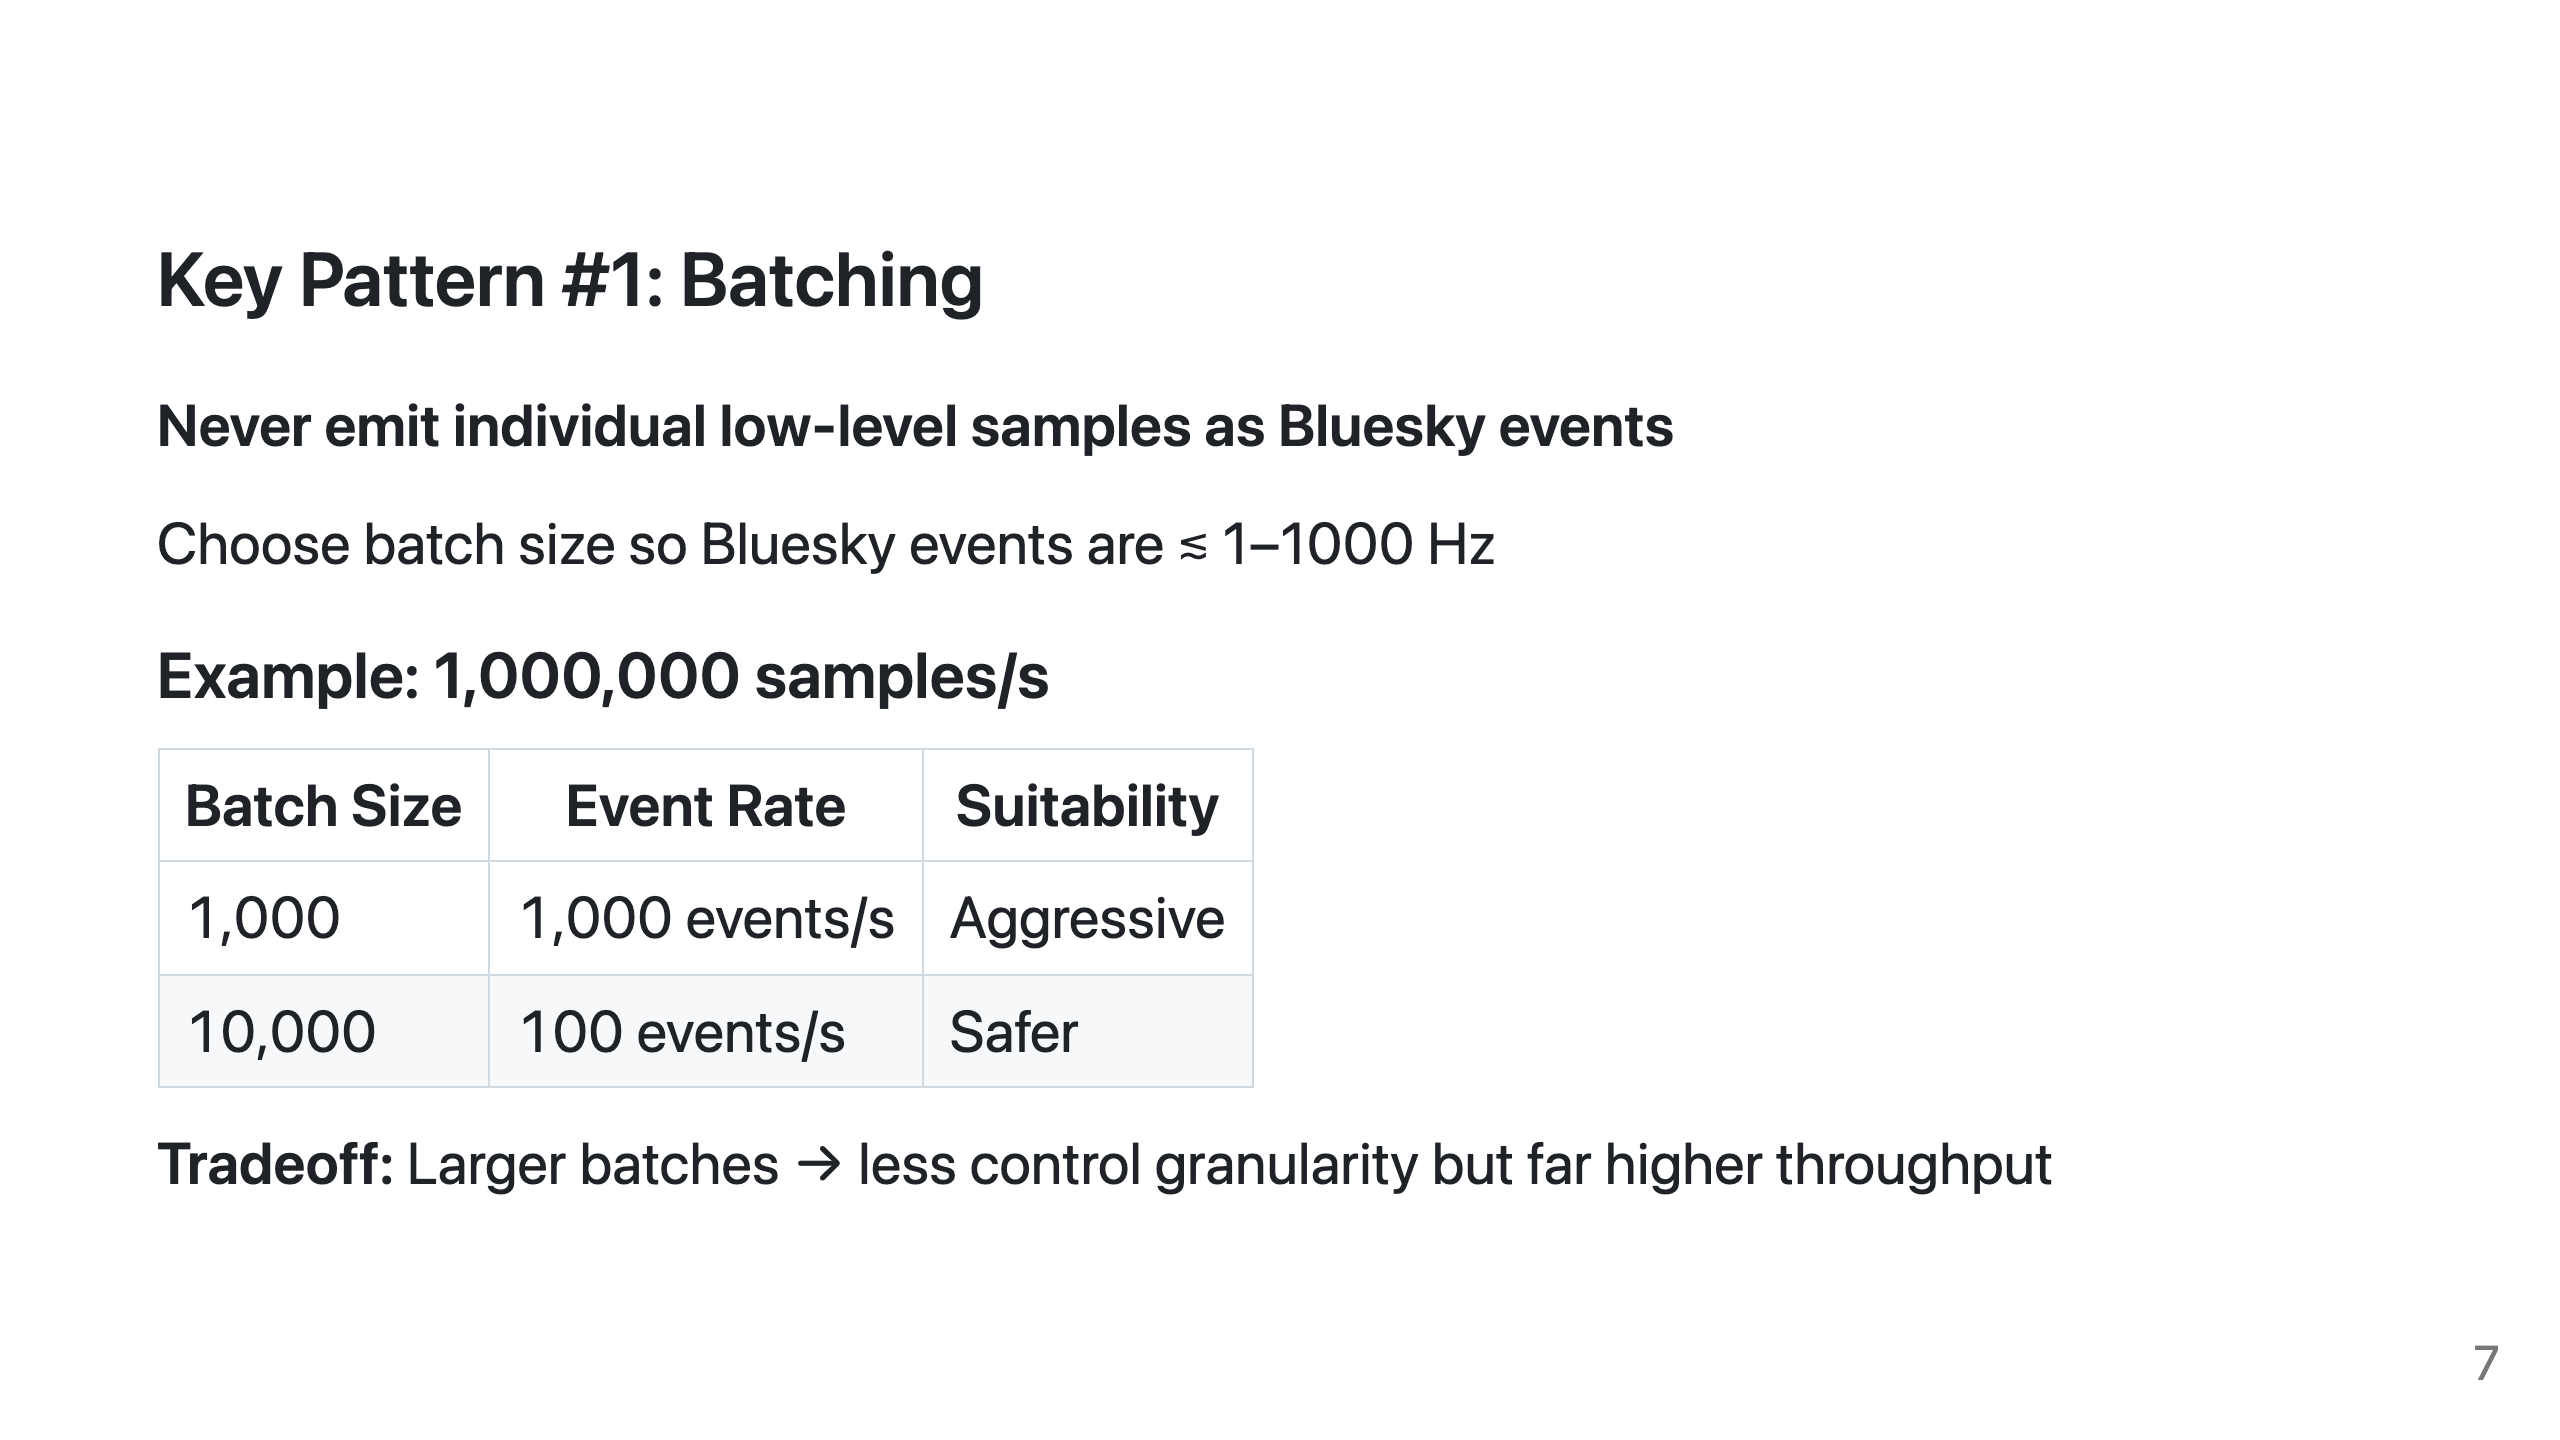 Key Pattern #1: Batching
Never emit individual low-level samples as Bluesky events
Choose batch size so Bluesky events are ≲ 1–1000 Hz
Example: 1,000,000 samples/s
Batch Size Event Rate Suitability
1,000 1,000 events/s Aggressive
10,000 100 events/s Safer
Tradeoff: Larger batches → less control granularity but far higher throughput
7